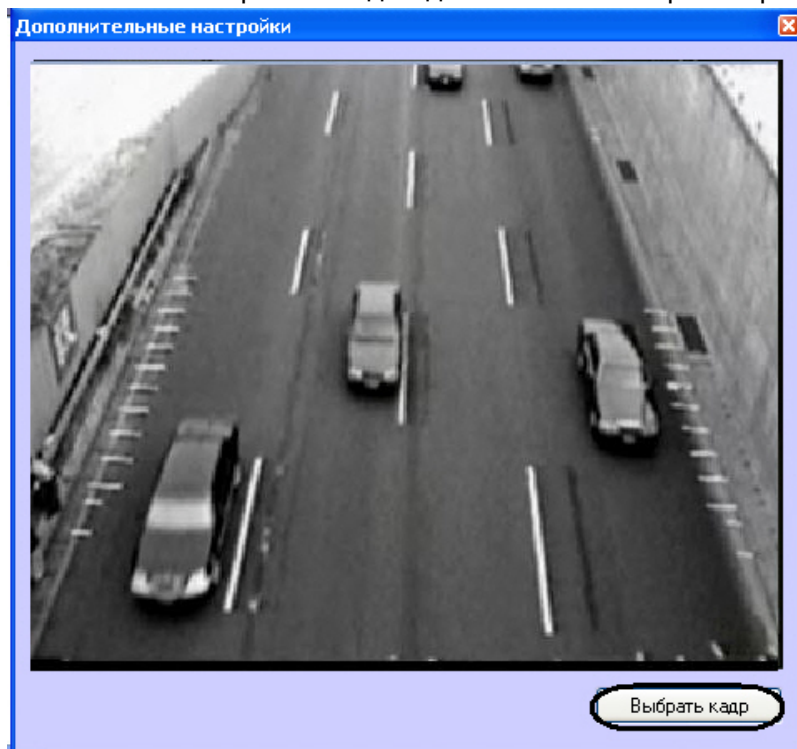 Дополнительные настройки
Выбрать кадр